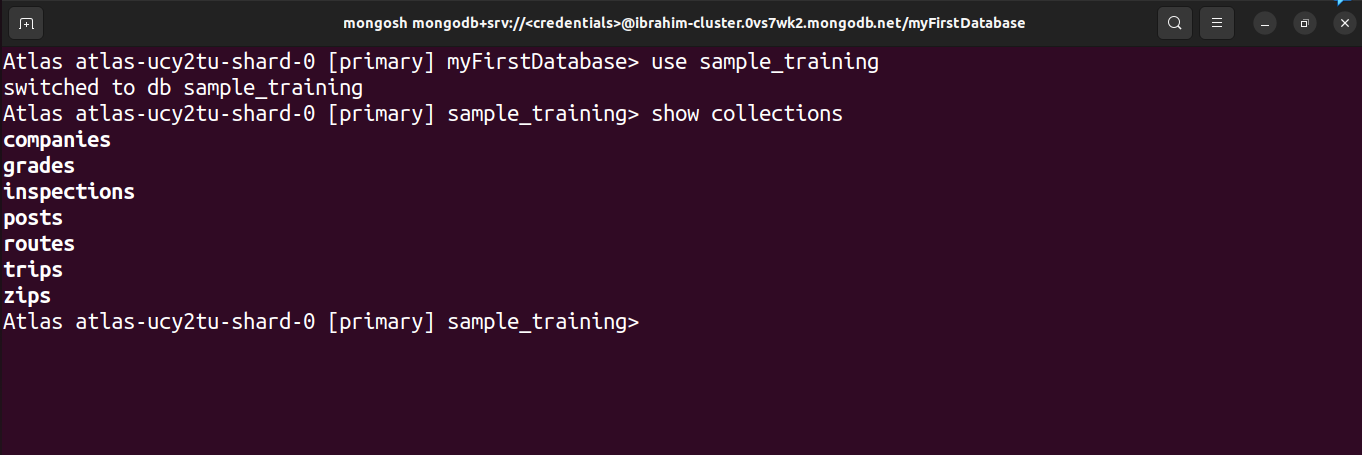 mongosh mongodb+srv://<credentials>@ibrahim-cluster.0vs7wk2.mongodb.net/myFirstDatabase
Atlas atlas-ucy2tu-shard-0 [primary] myFirstDatabase> use sample_training
switched to db sample_training
Atlas atlas-ucy2tu-shard-0 [primary] sample_training> show collections
companies
grades
inspections
posts
routes
trips
zips
Atlas atlas-ucy2tu-shard-0 [primary] sample_training>